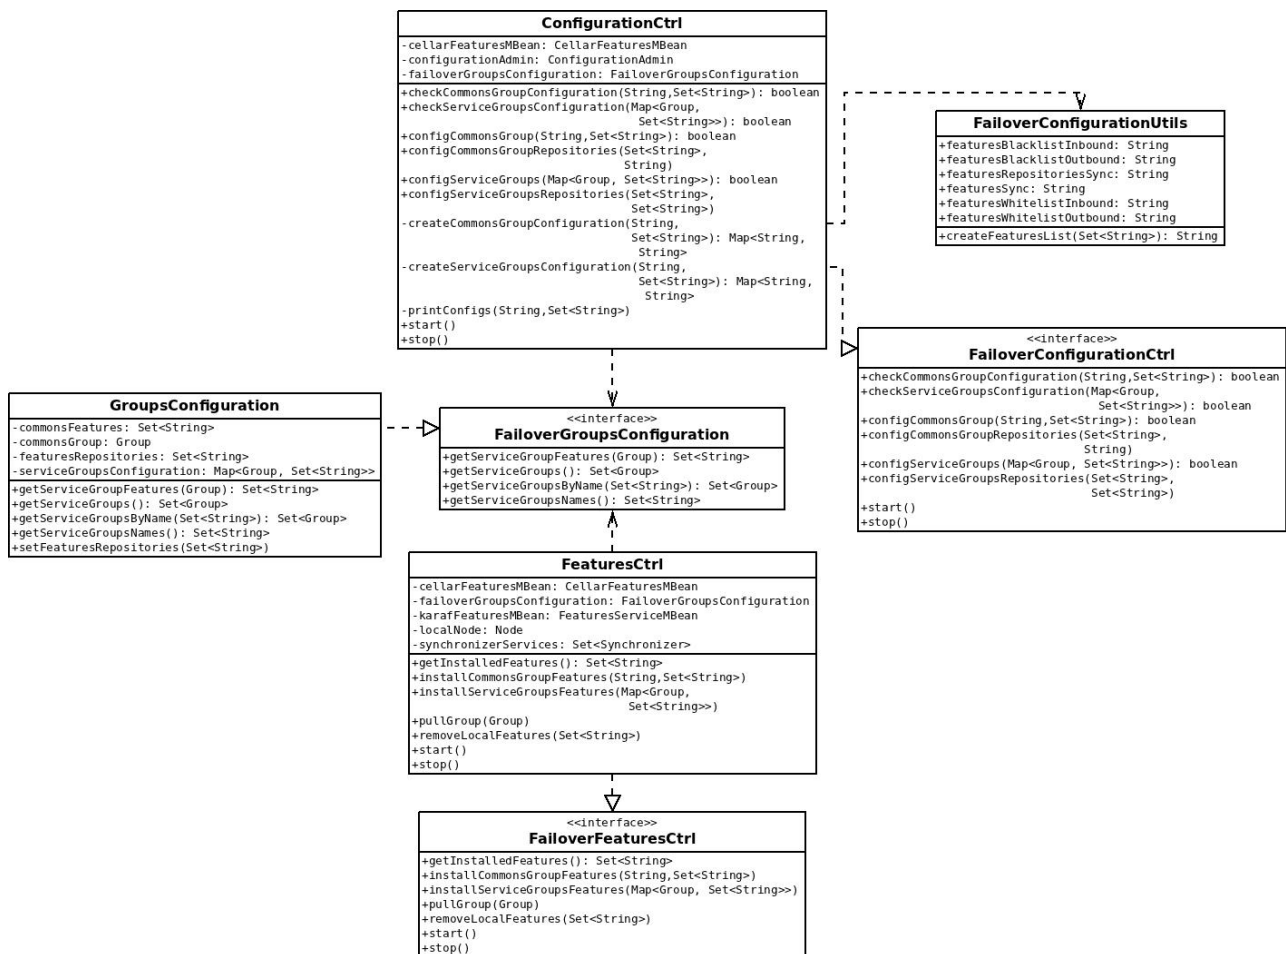 ConfigurationCtrl
-cellarFeaturesMBean: CellarFeaturesMBean
-configurationAdmin: ConfigurationAdmin
-failoverGroupsConfiguration: FailoverGroupsConfiguration
+checkCommonsGroupConfiguration(String,Set<String>): boolean
+checkServiceGroupsConfiguration(Map<Group,
Set<String>>): boolean
+configCommonsGroup(String,Set<String>): boolean
+configCommonsGroupRepositories(Set<String>,
String)
+configServiceGroups(Map<Group, Set<String>>): boolean
+configServiceGroupsRepositories(Set<String>,
Set<String>)
-createCommonsGroupConfiguration(String,
Set<String>): Map<String,
String>
-createServiceGroupsConfiguration(String,
Set<String>): Map<String,
String>
-printConfigs(String,Set<String>)
+start()
+stop()
FailoverConfigurationUtils
+featuresBlacklistInbound: String
+featuresBlacklistOutbound: String
+featuresRepositoriesSync: String
+featuresSync: String
+featuresWhitelistInbound: String
+featuresWhitelistOutbound: String
+createFeaturesList(Set<String>): String
<<interface>>
FailoverConfigurationCtrl
+checkCommonsGroupConfiguration(String,Set<String>): boolean
+checkServiceGroupsConfiguration(Map<Group,
Set<String>>): boolean
+configCommonsGroup(String,Set<String>): boolean
+configCommonsGroupRepositories(Set<String>,
String)
+configServiceGroups(Map<Group, Set<String>>): boolean
+configServiceGroupsRepositories(Set<String>,
Set<String>)
+start()
+stop()
GroupsConfiguration
-commonsFeatures: Set<String>
-commonsGroup: Group
-featuresRepositories: Set<String>
-serviceGroupsConfiguration: Map<Group, Set<String>>
+getServiceGroupFeatures(Group): Set<String>
+getServiceGroups(): Set<Group>
+getServiceGroupsByName(Set<String>): Set<Group>
+getServiceGroupsNames(): Set<String>
+setFeaturesRepositories(Set<String>)
<<interface>>
FailoverGroupsConfiguration
+getServiceGroupFeatures(Group): Set<String>
+getServiceGroups(): Set<Group>
+getServiceGroupsByName(Set<String>): Set<Group>
+getServiceGroupsNames(): Set<String>
FeaturesCtrl
-cellarFeaturesMBean: CellarFeaturesMBean
-failoverGroupsConfiguration: FailoverGroupsConfiguration
-karafFeaturesMBean: FeaturesServiceMBean
-localNode: Node
-synchronizerServices: Set<Synchronizer>
+getInstalledFeatures(): Set<String>
+installCommonsGroupFeatures(String,Set<String>)
+installServiceGroupsFeatures(Map<Group,
Set<String>>)
+pullGroup(Group)
+removeLocalFeatures(Set<String>)
+start()
+stop()
<<interface>>
FailoverFeaturesCtrl
+getInstalledFeatures(): Set<String>
+installCommonsGroupFeatures(String,Set<String>)
+installServiceGroupsFeatures(Map<Group, Set<String>>)
+pullGroup(Group)
+removeLocalFeatures(Set<String>)
+start()
+stop()